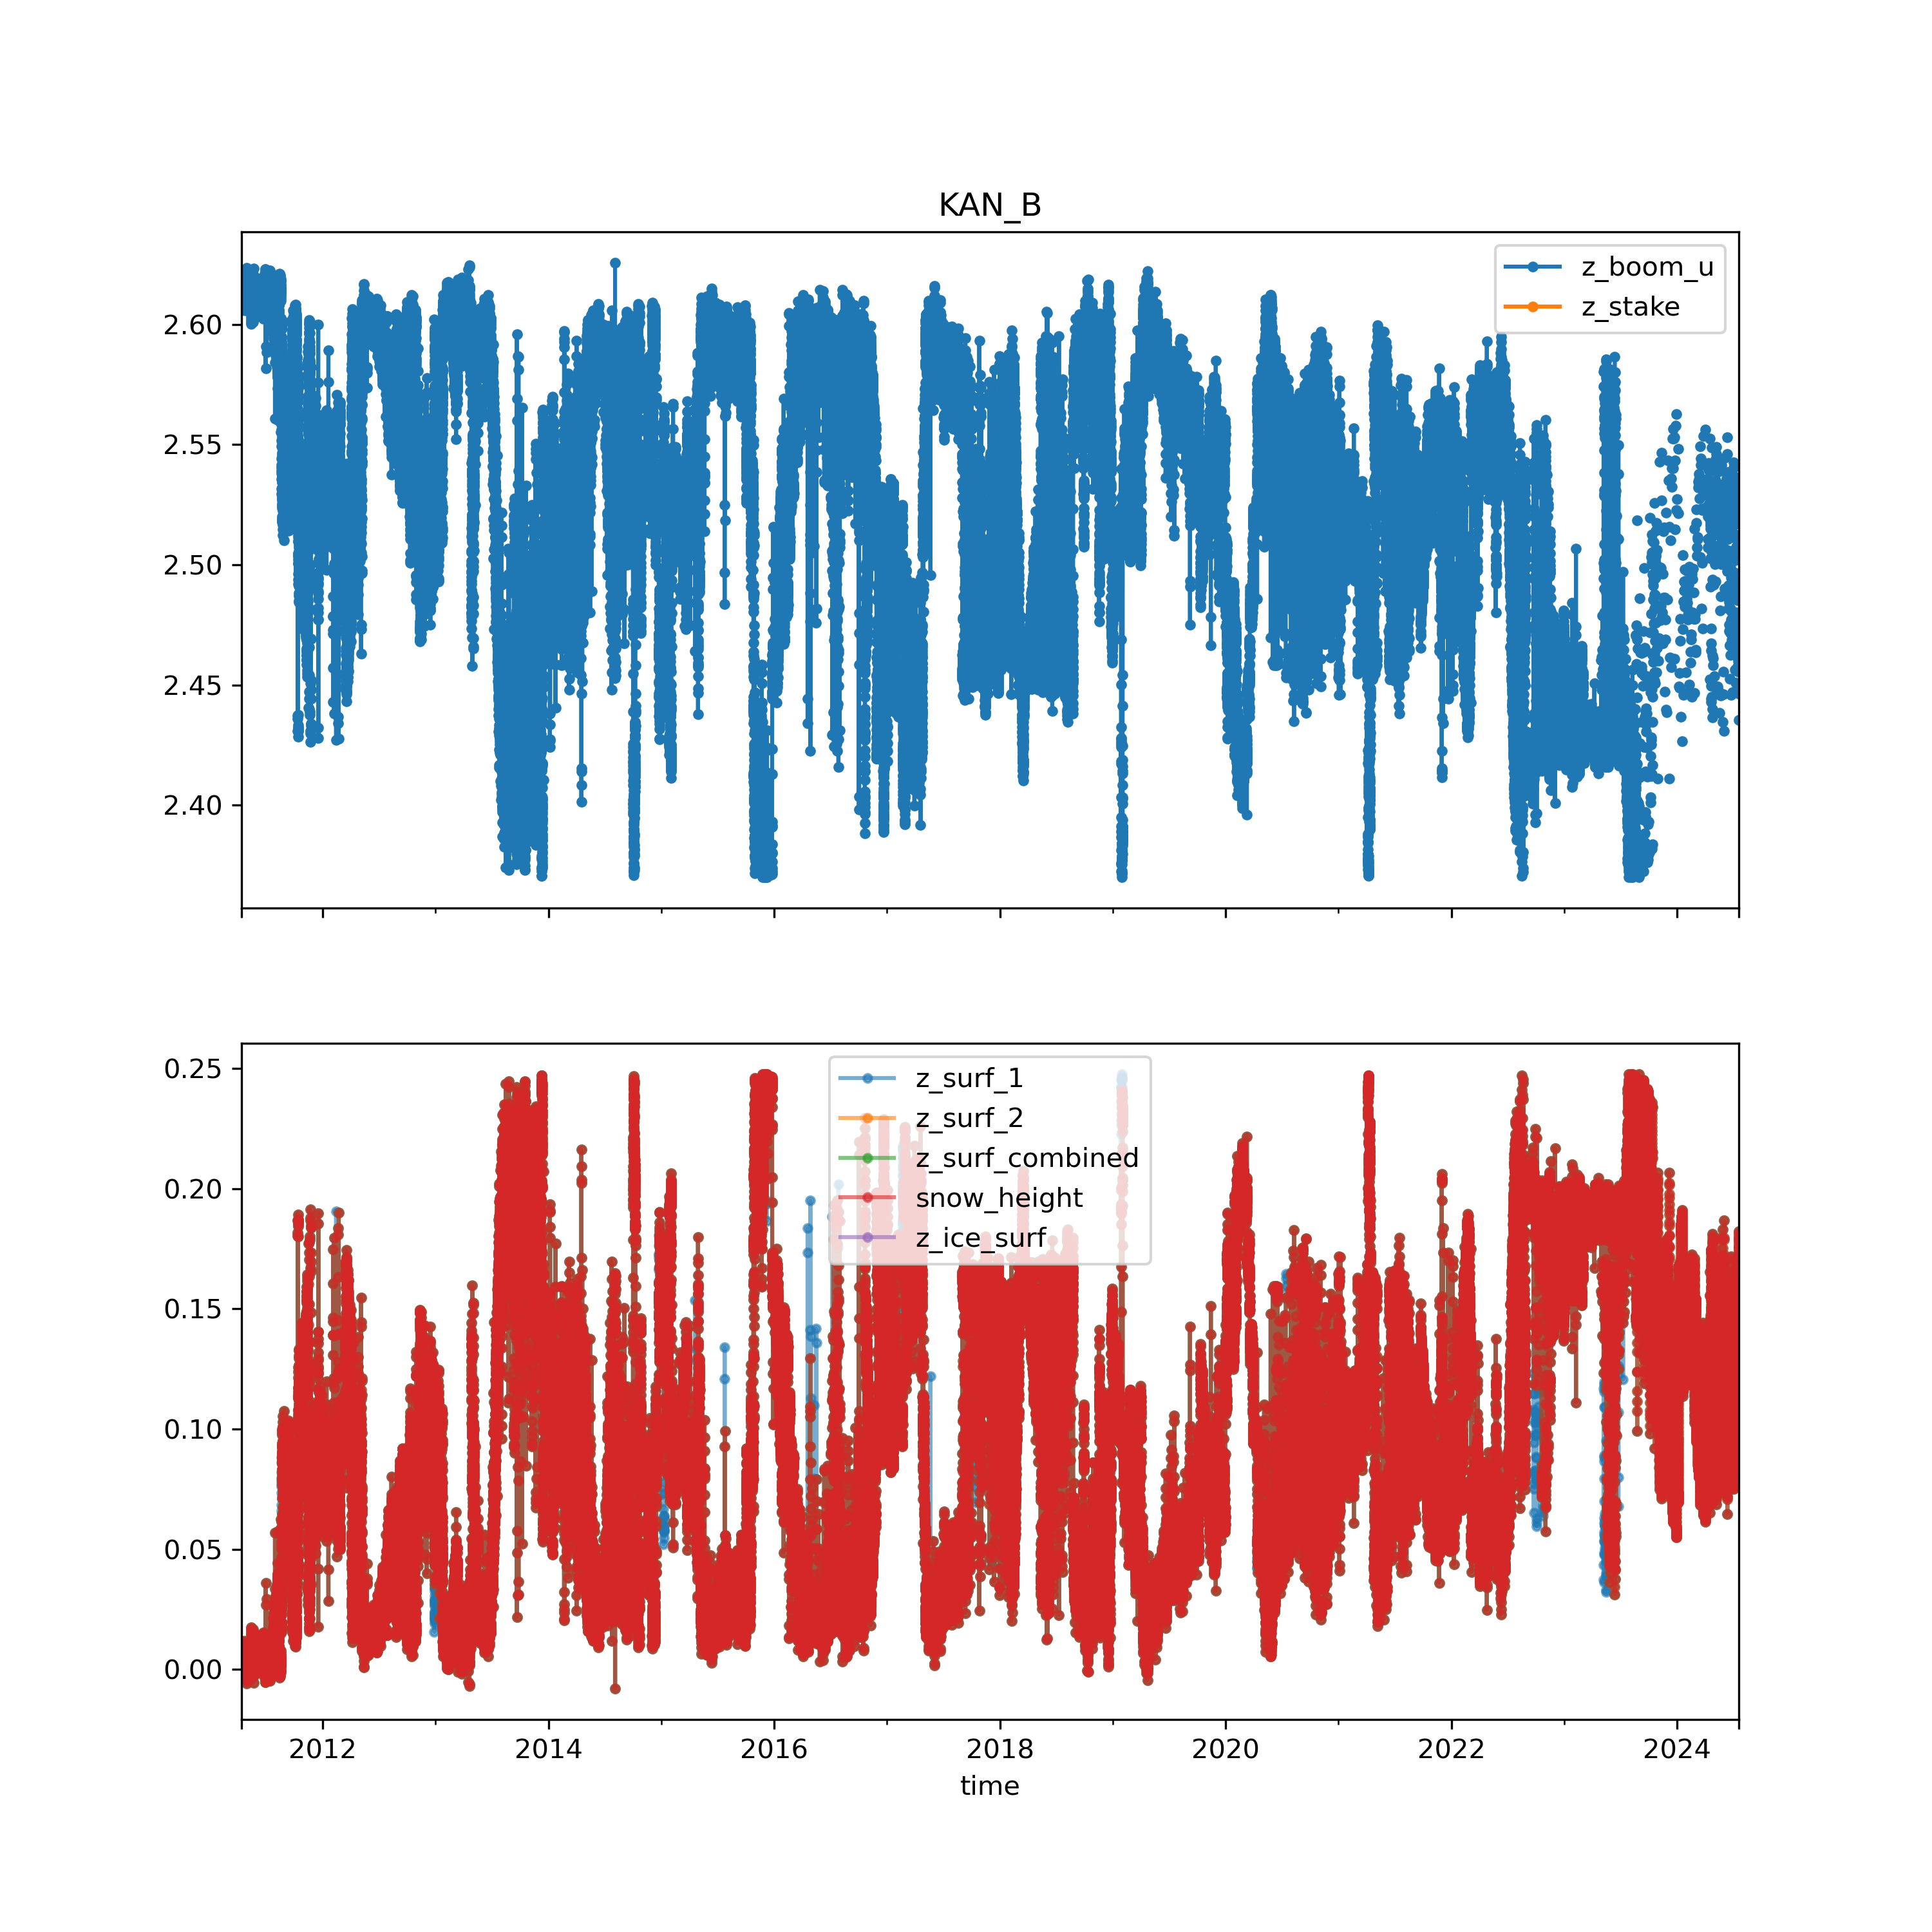 KAN_B
z_boom_u
z_stake
2.60
2.55
2.50
2.45
2.40
z_surf_1
z_surf_2
z_surf_combined
snow_height
z_ice_surf
0.25
0.20
0.15
0.10
0.05
0.00
2012 2014 2016 2018 2020 2022 2024
time